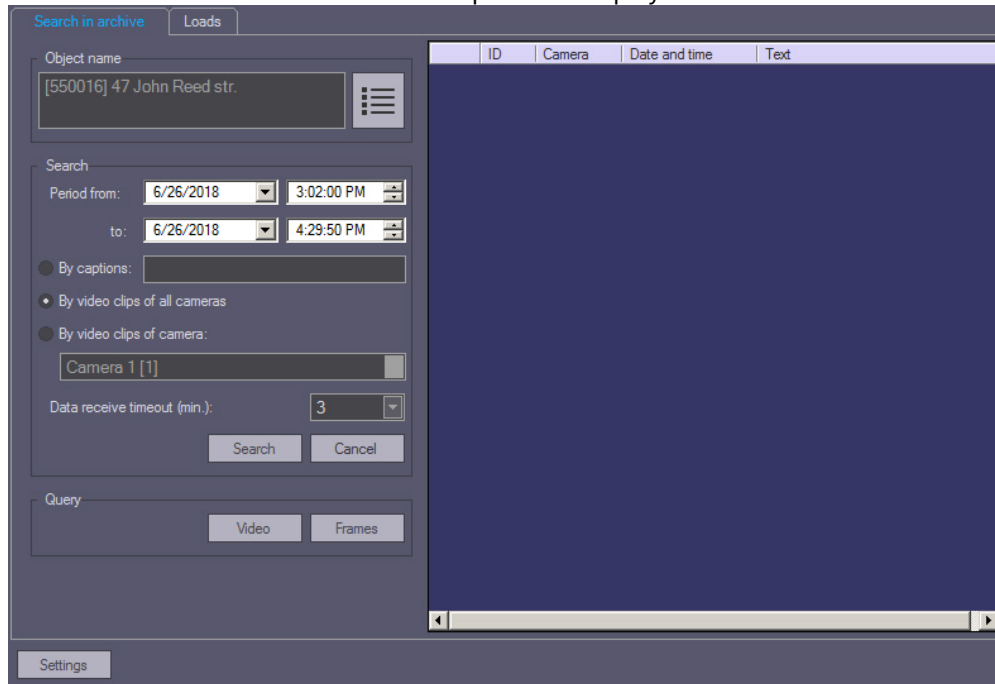 Search in archive Loads
Object name
[550016] 47 John Reed str.
Search
Period from: 6/26/2018 3:02:00 PM
to: 6/26/2018 4:29:50 PM
By captions:
By video clips of all cameras
By video clips of camera:
Camera 1 [1]
Data receive timeout (min.): 3
Search Cancel
Query
Video Frames
ID Camera Date and time Text
Settings